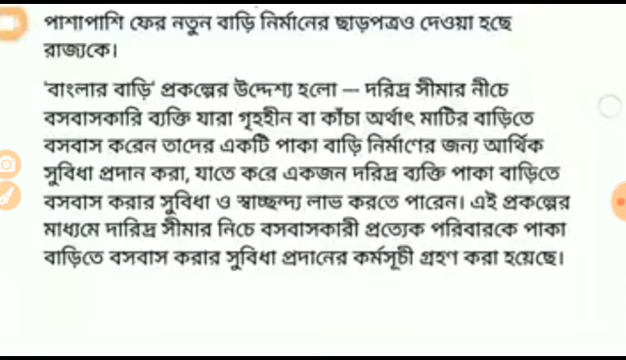 পাশাপাশি ফের নতুন বাড়ি নির্মানের ছাড়পত্রও দেওয়া হচ্ছে
রাজ্যকে।
'বাংলার বাড়ি' প্রকল্পের উদ্দেশ্য হলো — দরিদ্র সীমার নীচে
বসবাসকারি ব্যক্তি যারা গৃহহীন বা কাঁচা অর্থাৎ মাটির বাড়িতে
বসবাস করেন তাদের একটি পাকা বাড়ি নির্মাণের জন্য আর্থিক
সুবিধা প্রদান করা, যাতে করে একজন দরিদ্র ব্যক্তি পাকা বাড়িতে
বসবাস করার সুবিধা ও স্বাচ্ছন্দ্য লাভ করতে পারেন। এই প্রকল্পের
মাধ্যমে দারিদ্র সীমার নিচে বসবাসকারী প্রত্যেক পরিবারকে পাকা
বাড়িতে বসবাস করার সুবিধা প্রদানের কর্মসূচী গ্রহণ করা হয়েছে।